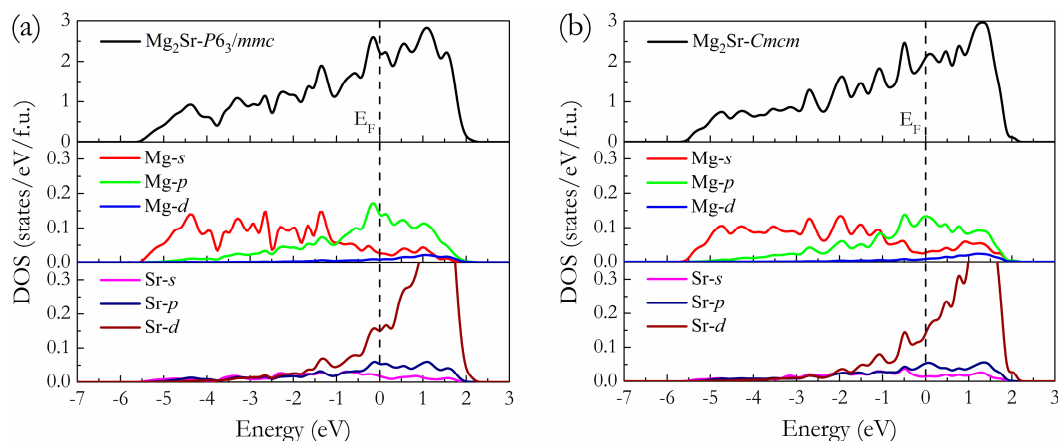 (a)
3
2
1
0
Mg₂Sr-P6₃/mmc
E_F
0.3
0.2
0.1
0.0
Mg-s
Mg-p
Mg-d
0.3
0.2
0.1
0.0
Sr-s
Sr-p
Sr-d
DOS (states/eV/f.u.)
-7 -6 -5 -4 -3 -2 -1 0 1 2 3
Energy (eV)
(b)
3
2
1
0
Mg₂Sr-Cmcm
E_F
0.3
0.2
0.1
0.0
Mg-s
Mg-p
Mg-d
0.3
0.2
0.1
0.0
Sr-s
Sr-p
Sr-d
DOS (states/eV/f.u.)
-7 -6 -5 -4 -3 -2 -1 0 1 2 3
Energy (eV)